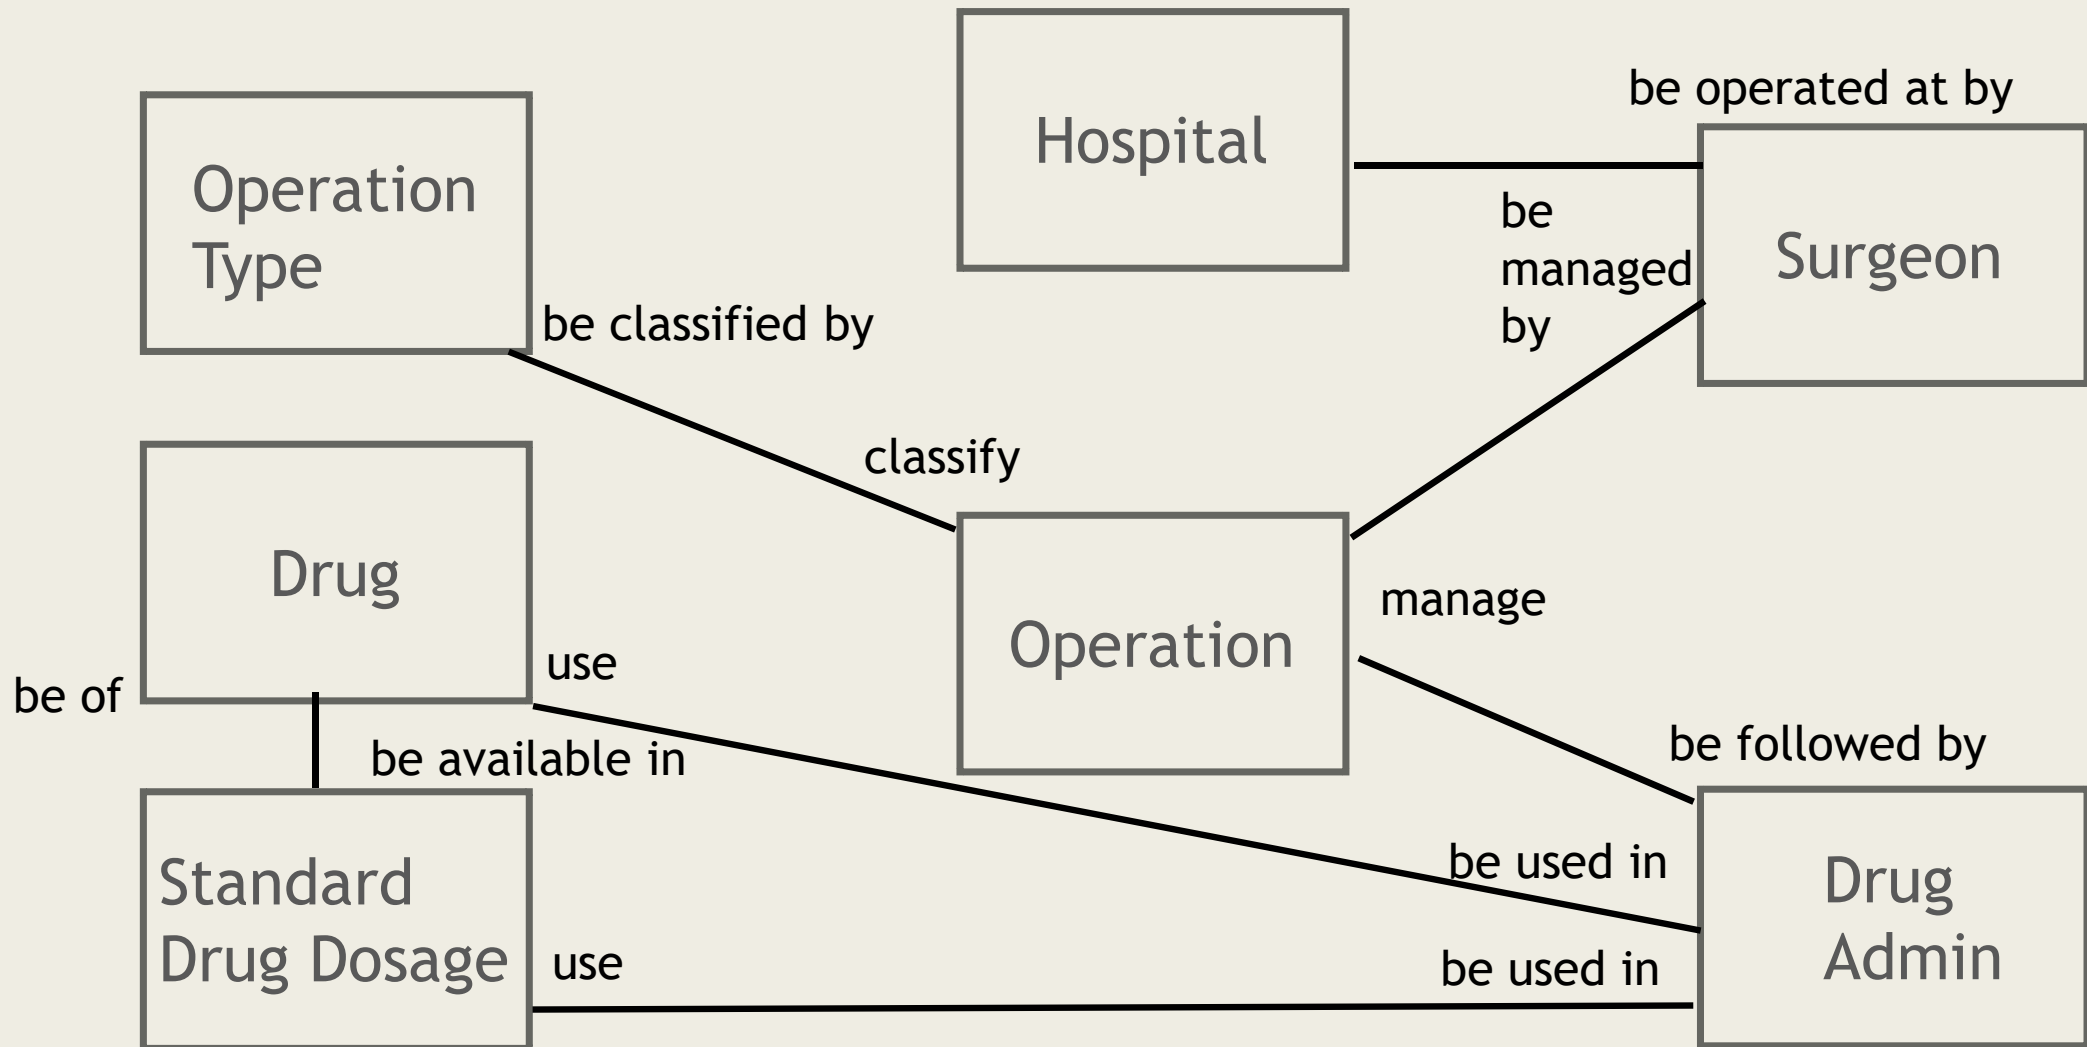 Hospital
be operated at by
Operation
Type
be
managed
by
Surgeon
be classified by
classify
Drug
use
be of
be available in
Operation
manage
be followed by
Standard
Drug Dosage
use
be used in
be used in
Drug
Admin